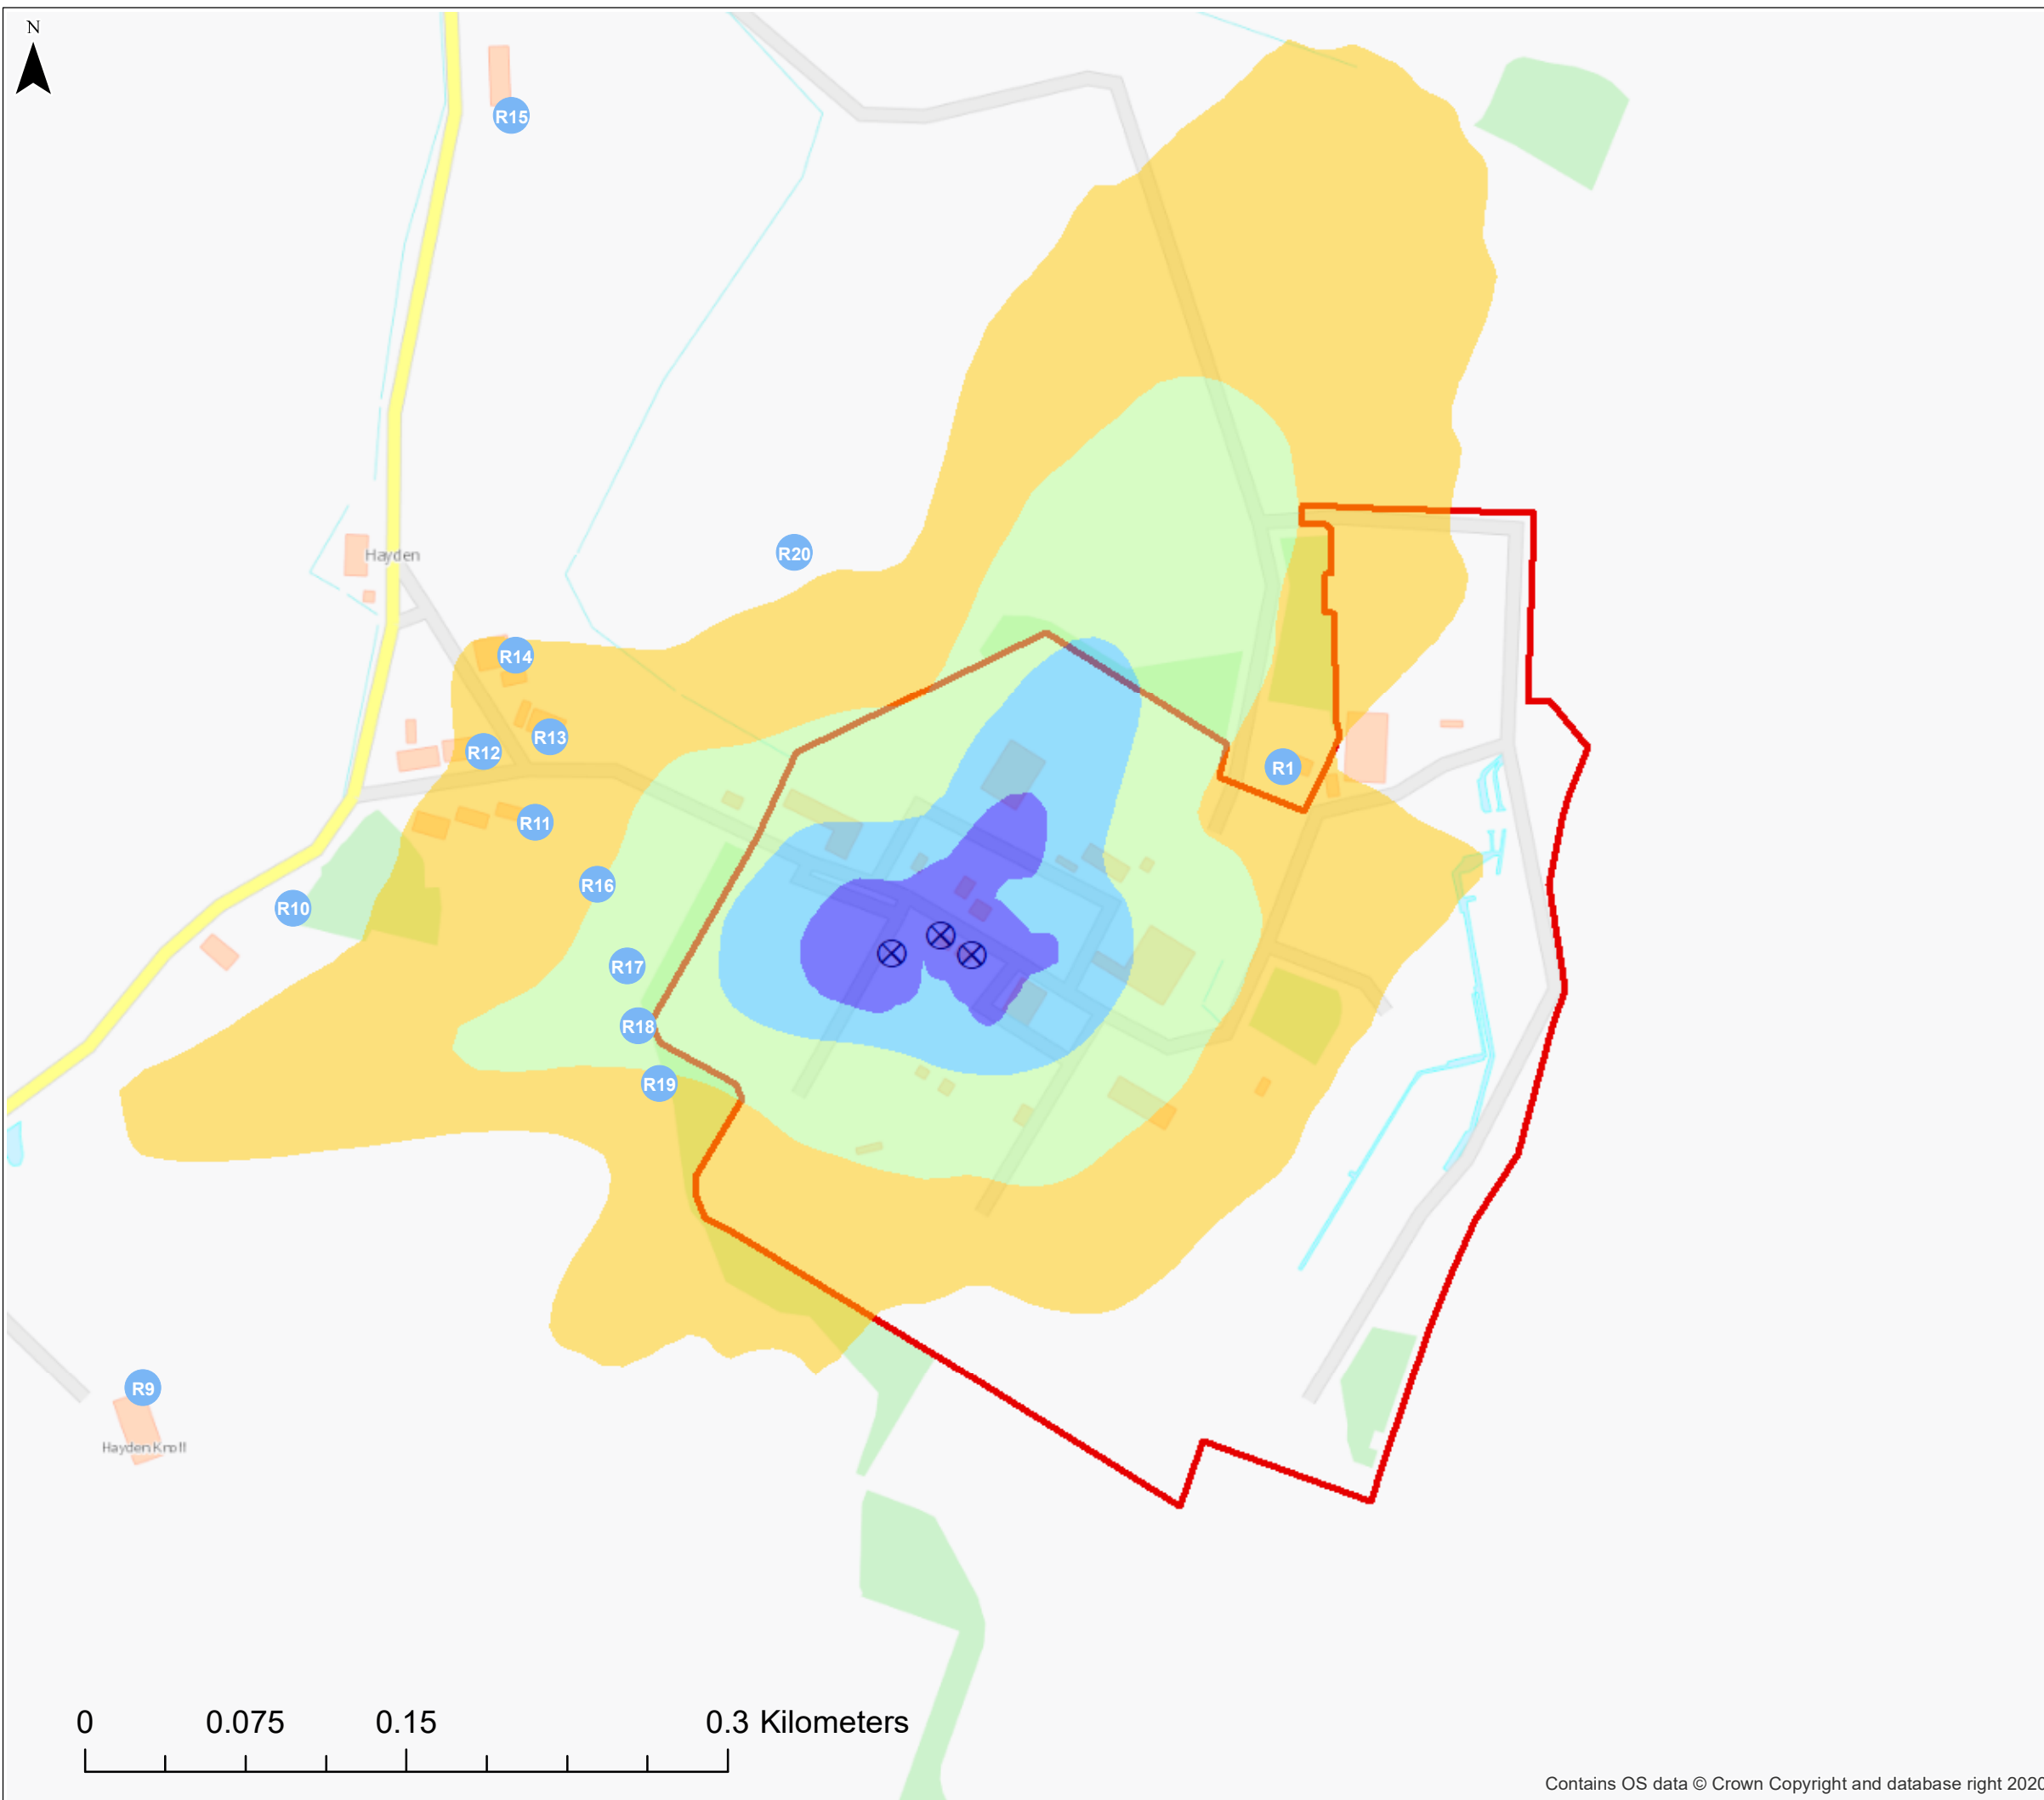 N
R15
R20
Hayden
R14
R13
R12
R1
R11
R16
R10
R17
R18
R19
R9
Hayden Knoll
0 0.075 0.15 0.3 Kilometers
Contains OS data © Crown Copyright and database right 2020